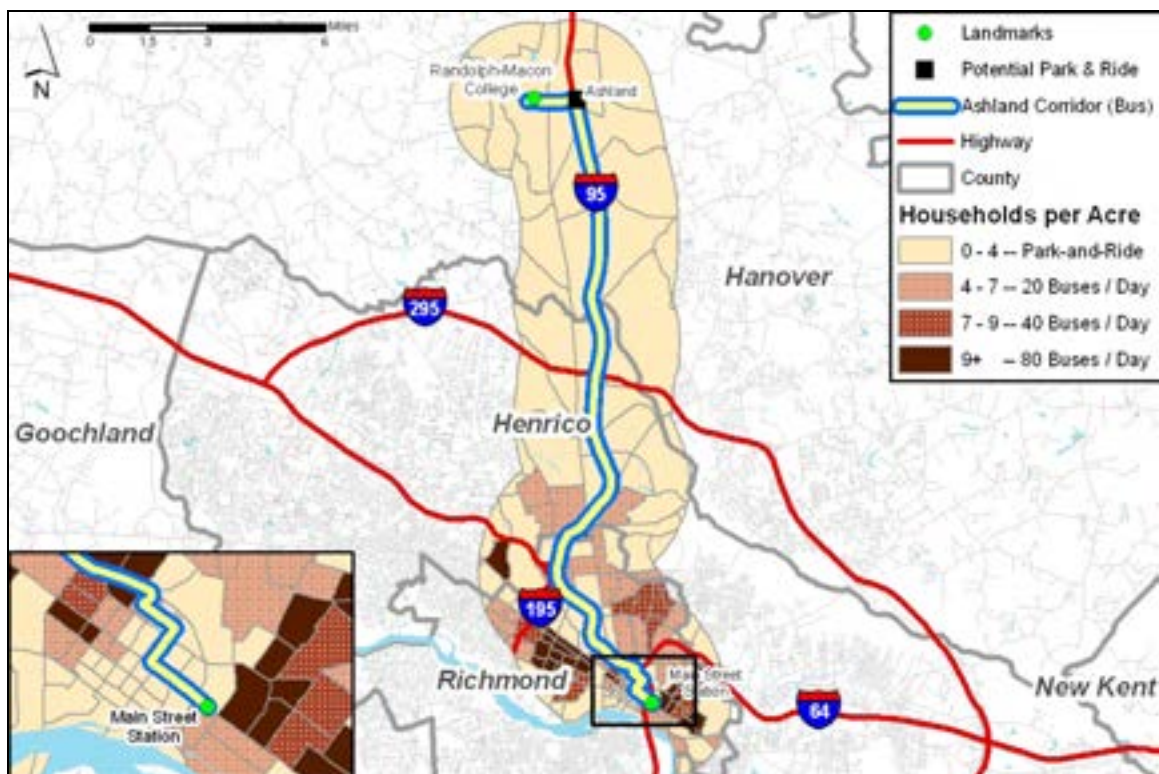 Miles
0 1.5 3 6
N
Randolph-Macon
College
Ashland
95
295
Hanover
Henrico
Goochland
195
Richmond
Main Street
Station
64
New Kent
Main Street
Station
Landmarks
Potential Park & Ride
Ashland Corridor (Bus)
Highway
County
Households per Acre
0 - 4 -- Park-and-Ride
4 - 7 -- 20 Buses / Day
7 - 9 -- 40 Buses / Day
9+ -- 80 Buses / Day